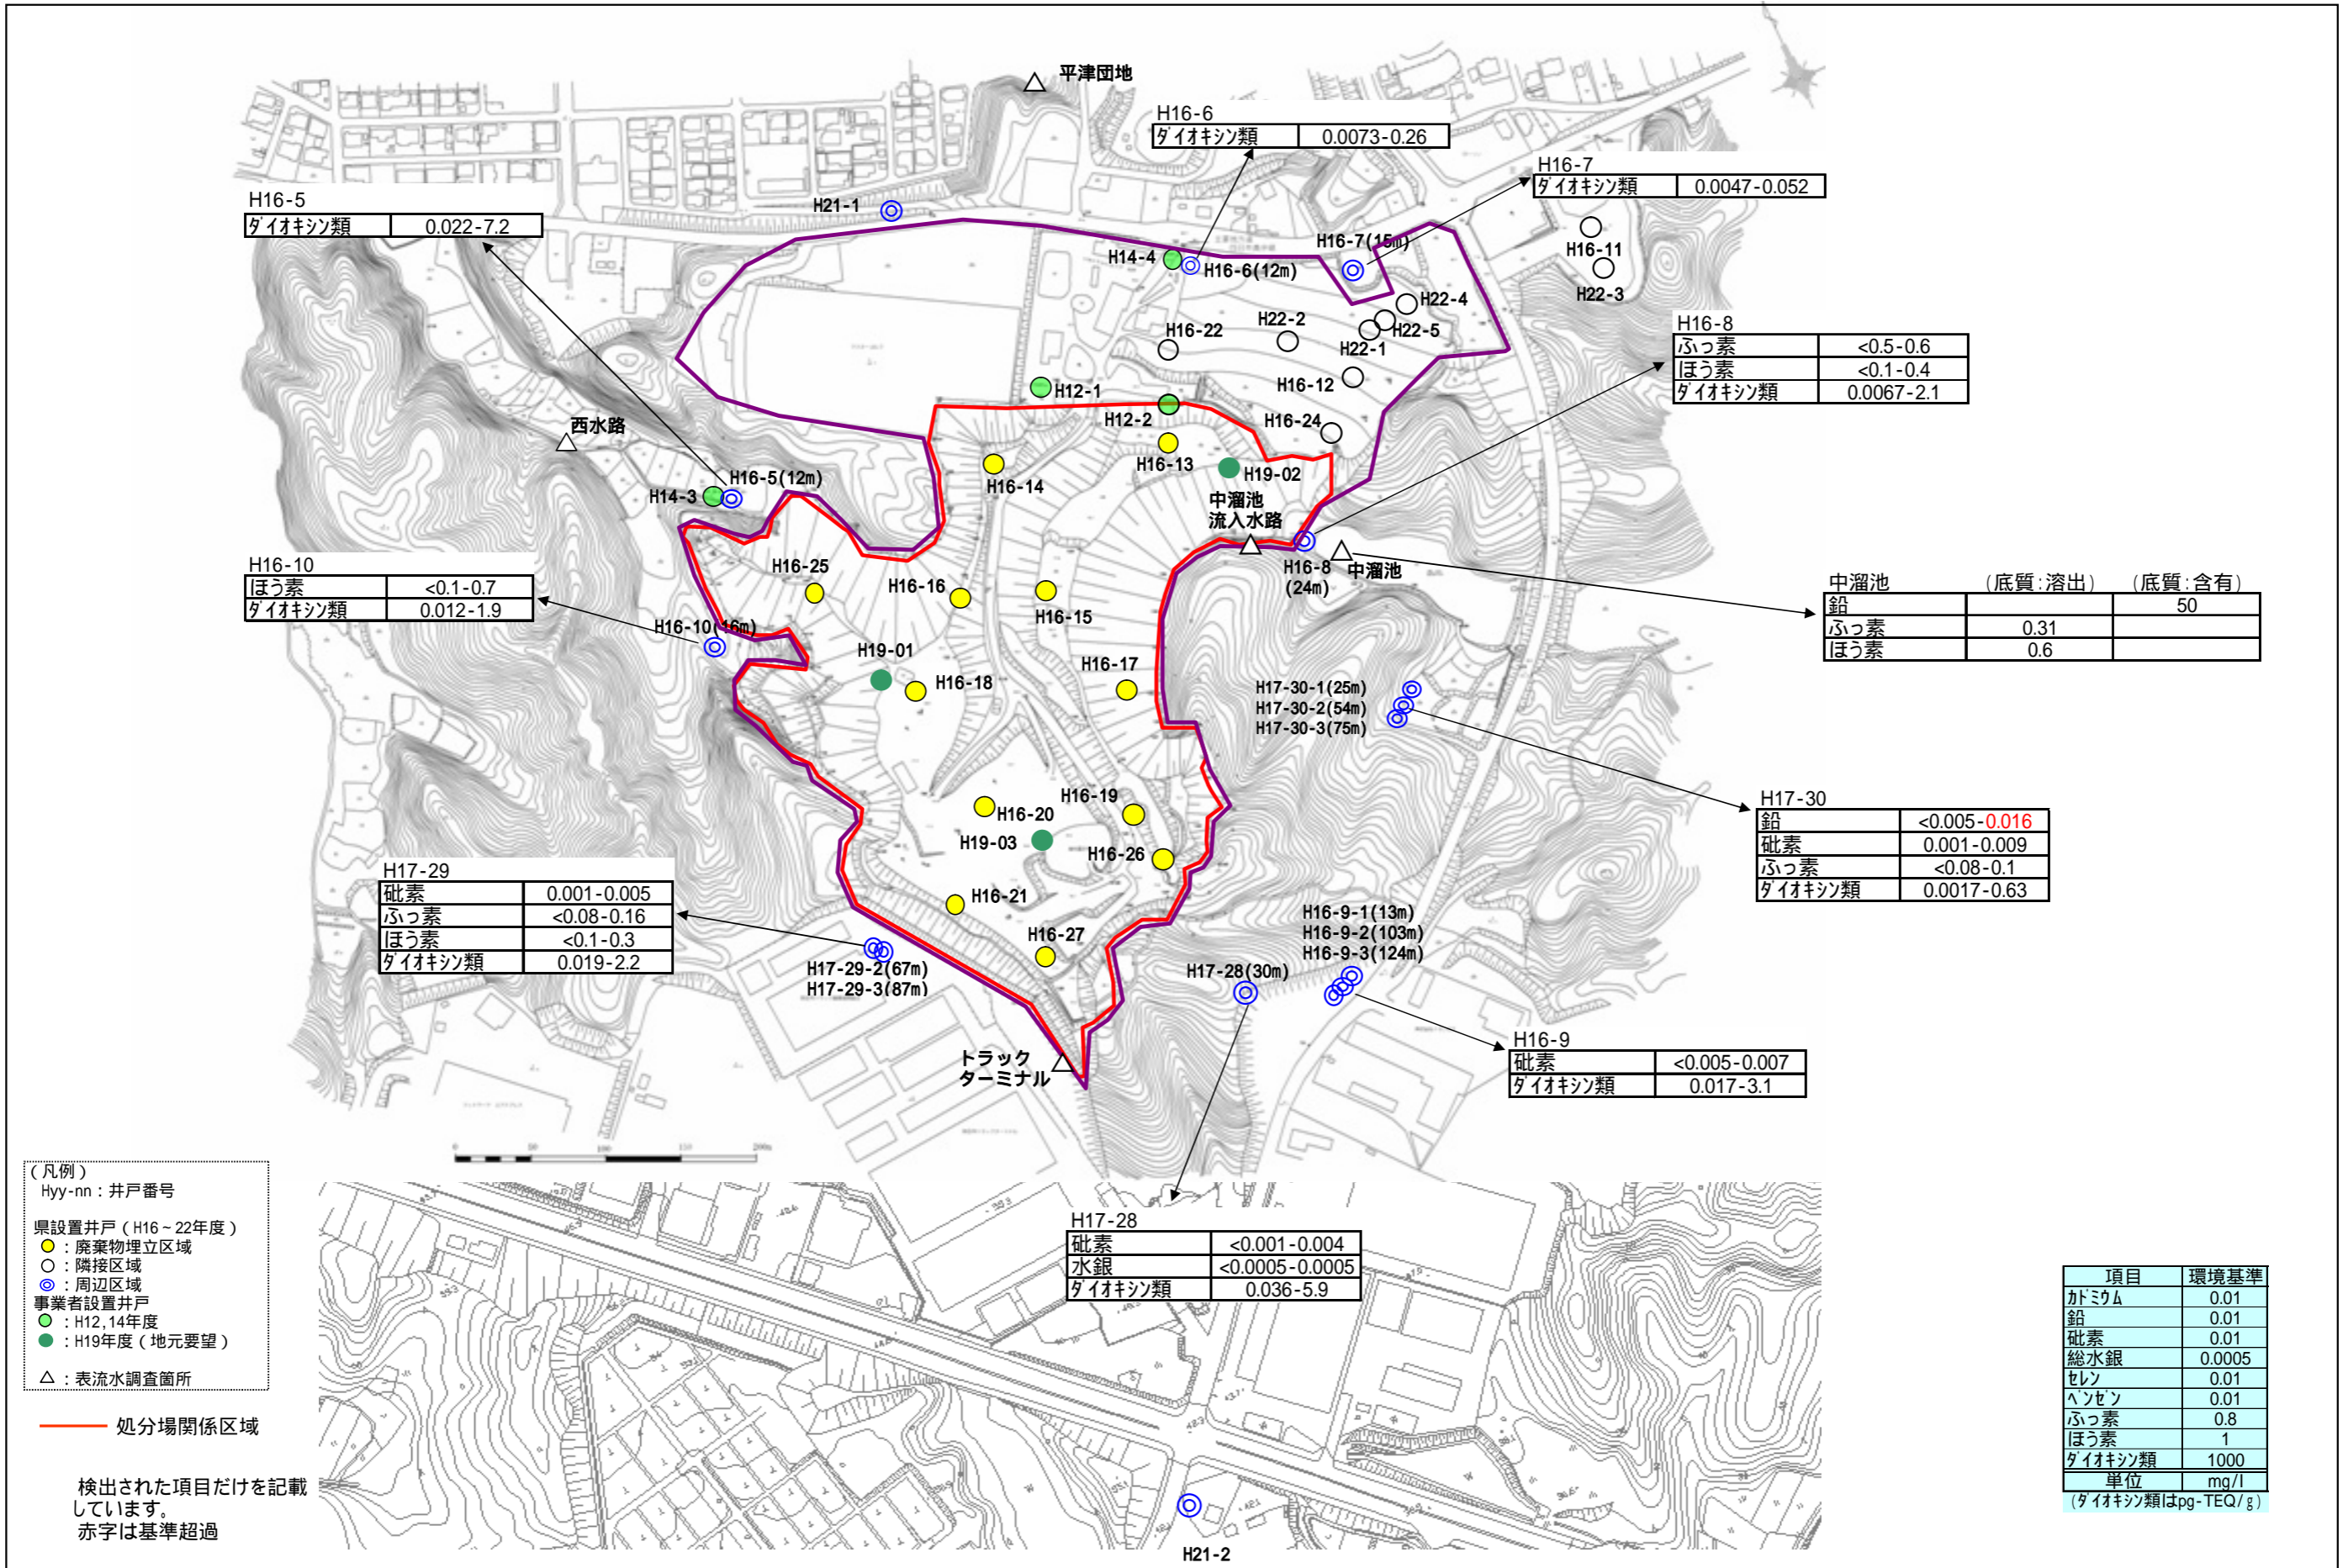 平津団地
H16-6
ダイオキシン類 0.0073-0.26
H16-7
ダイオキシン類 0.0047-0.052
H16-5
ダイオキシン類 0.022-7.2
H21-1
H14-4
H16-6(12m)
H16-7(15m)
H16-11
H22-3
H22-4
H22-5
H22-2
H22-1
H16-22
H16-12
H16-8
ふっ素 <0.5-0.6
ほう素 <0.1-0.4
ダイオキシン類 0.0067-2.1
H12-1
H12-2
H16-24
西水路
H16-13
H16-14
H19-02
H16-5(12m)
H14-3
中溜池
流入水路
H16-8
(24m)
中溜池
H16-10
ほう素 <0.1-0.7
ダイオキシン類 0.012-1.9
H16-25
H16-16
H16-15
中溜池 (底質:溶出) (底質:含有)
鉛 50
ふっ素 0.31
ほう素 0.6
H16-10(16m)
H19-01
H16-18
H16-17
H17-30-1(25m)
H17-30-2(54m)
H17-30-3(75m)
H16-20
H16-19
H19-03
H16-26
H17-30
鉛 <0.005-0.016
砒素 0.001-0.009
ふっ素 <0.08-0.1
ダイオキシン類 0.0017-0.63
H17-29
砒素 0.001-0.005
ふっ素 <0.08-0.16
ほう素 <0.1-0.3
ダイオキシン類 0.019-2.2
H16-21
H16-27
H17-29-2(67m)
H17-29-3(87m)
H16-9-1(13m)
H16-9-2(103m)
H16-9-3(124m)
H17-28(30m)
トラック
ターミナル
H16-9
砒素 <0.005-0.007
ダイオキシン類 0.017-3.1
0 50 100 150 200m
(凡例)
Hyy-nn:井戸番号
県設置井戸(H16~22年度)
:廃棄物埋立区域
:隣接区域
:周辺区域
事業者設置井戸
:H12,14年度
:H19年度(地元要望)
:表流水調査箇所
処分場関係区域
検出された項目だけを記載
しています。
赤字は基準超過
H17-28
砒素 <0.001-0.004
水銀 <0.0005-0.0005
ダイオキシン類 0.036-5.9
H21-2
項目 環境基準
カドミウム 0.01
鉛 0.01
砒素 0.01
総水銀 0.0005
セレン 0.01
ベンゼン 0.01
ふっ素 0.8
ほう素 1
ダイオキシン類 1000
単位 mg/l
(ダイオキシン類はpg-TEQ/g)